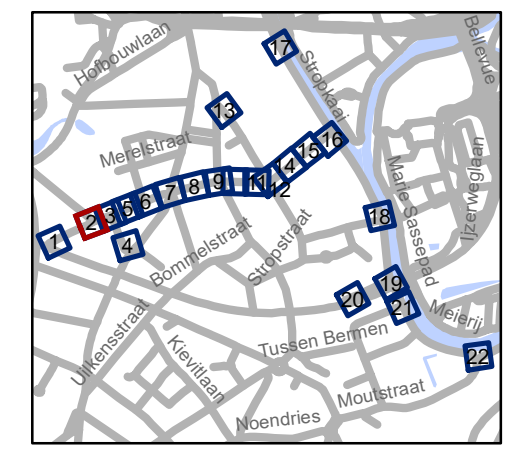 Hofbouwlaan
Bellevue
17
Stropkaai
13
Merelstraat
16
15
14
IJzerweglaan
Marie Sassepad
1
2
3
5
6
7
8
9
11
12
4
18
Bommelstraat
Stropstraat
19
20
21
Meierij
Uilkensstraat
Kievitlaan
Tussen Bermen
22
Moutstraat
Noendries